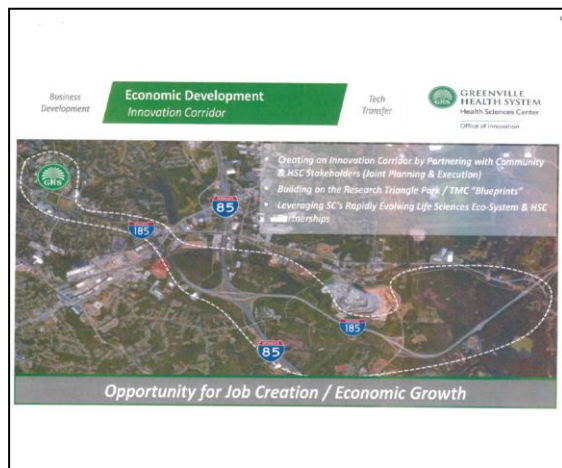 Business
Development
Economic Development
Innovation Corridor
Tech
Transfer
GHS
GREENVILLE
HEALTH SYSTEM
Health Sciences Center
Office of Innovation
GHS
• Creating an Innovation Corridor by Partnering with Community
& HSC Stakeholders (Joint Planning & Execution)
• Building on the Research Triangle Park / TMC "Blueprints"
• Leveraging SC's Rapidly Evolving Life Sciences Eco-System & HSC
Partnerships
85
185
185
85
Opportunity for Job Creation / Economic Growth